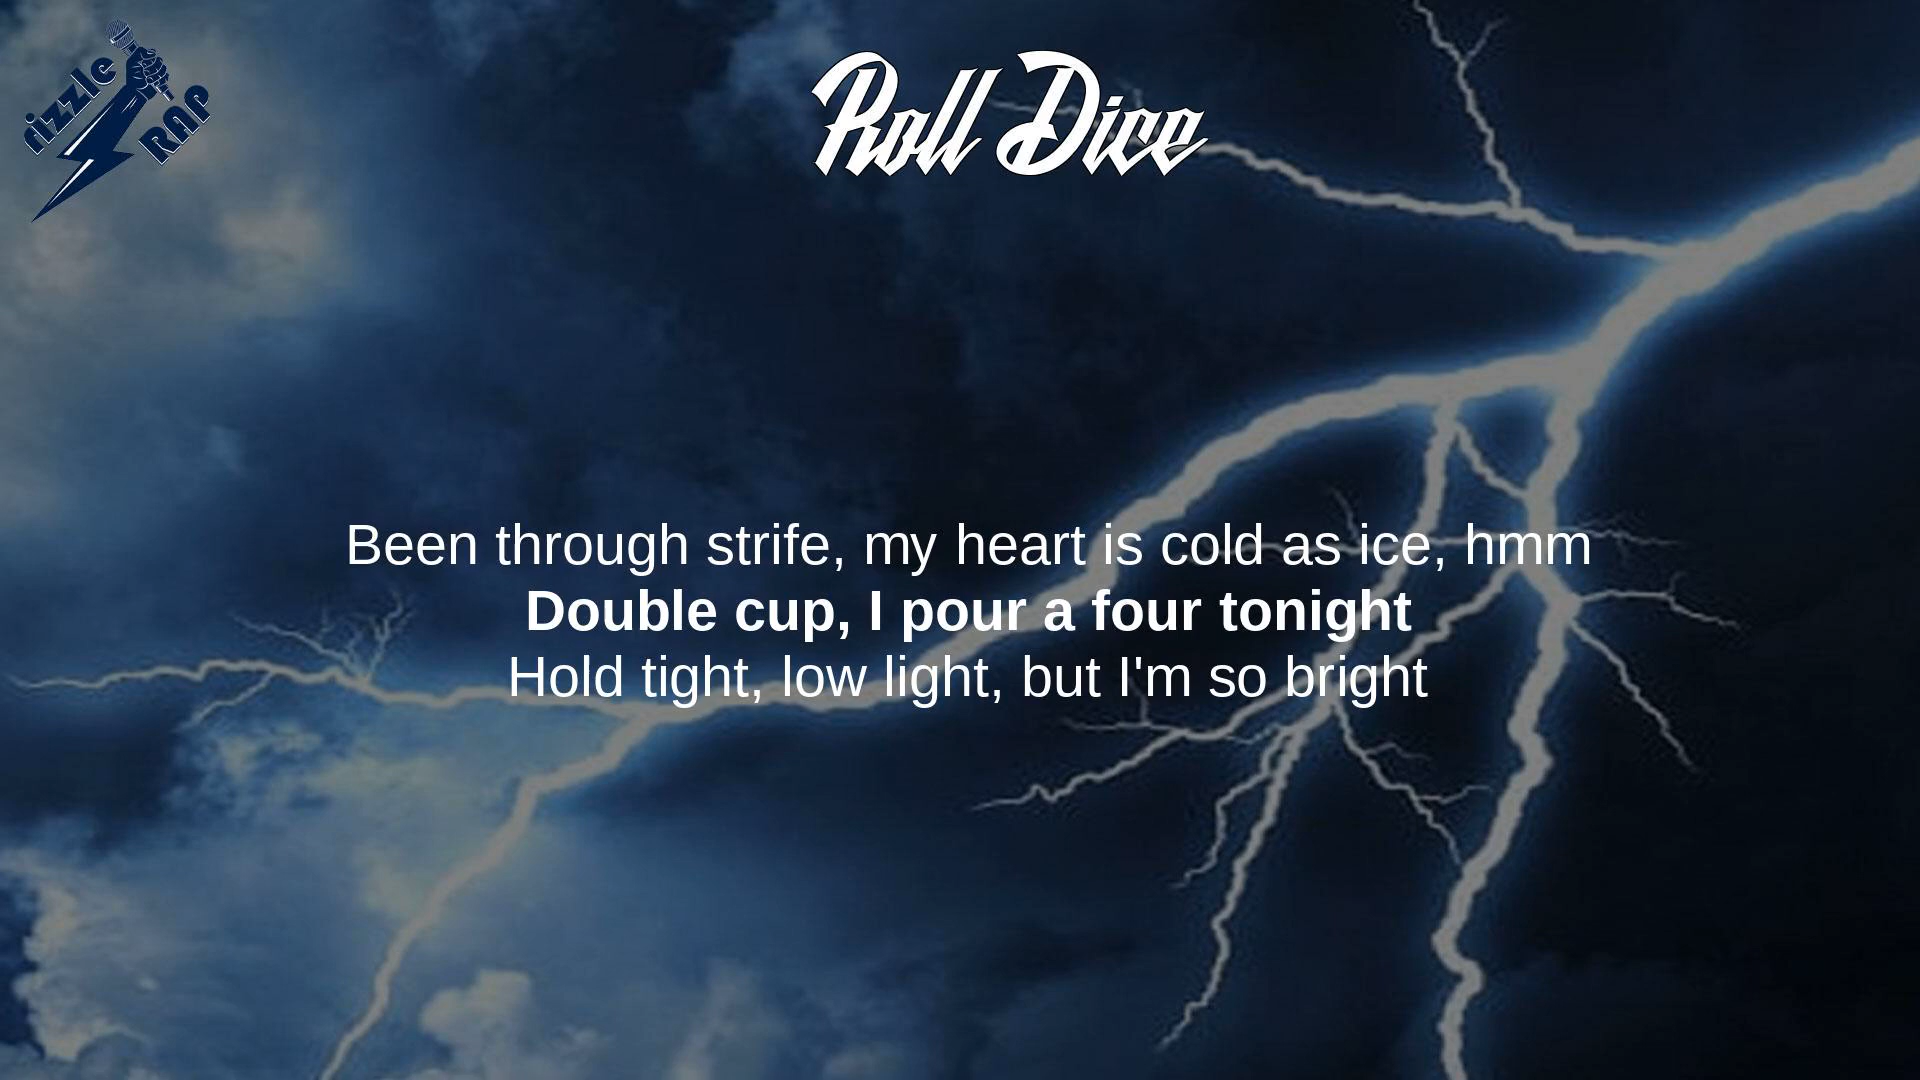 rizzle
RAP
Roll Dice
Been through strife, my heart is cold as ice, hmm
Double cup, I pour a four tonight
Hold tight, low light, but I'm so bright